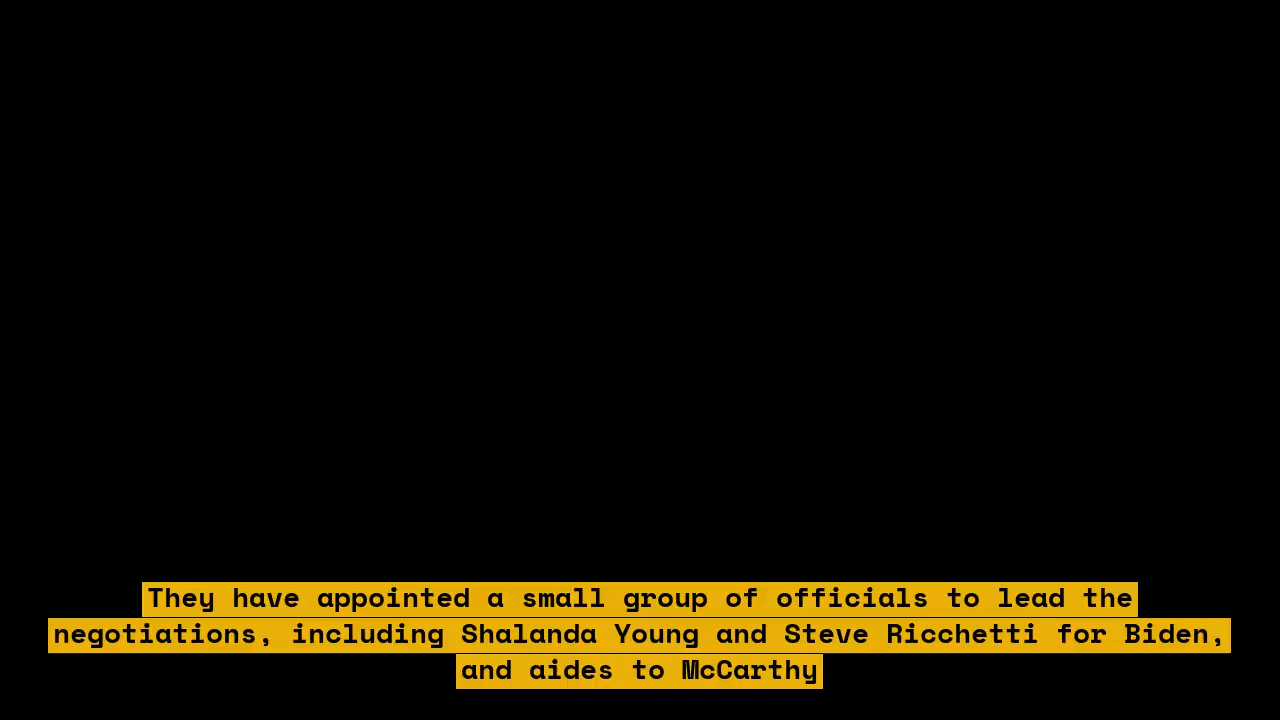 They have appointed a small group of officials to lead the
negotiations, including Shalanda Young and Steve Ricchetti for Biden,
and aides to McCarthy